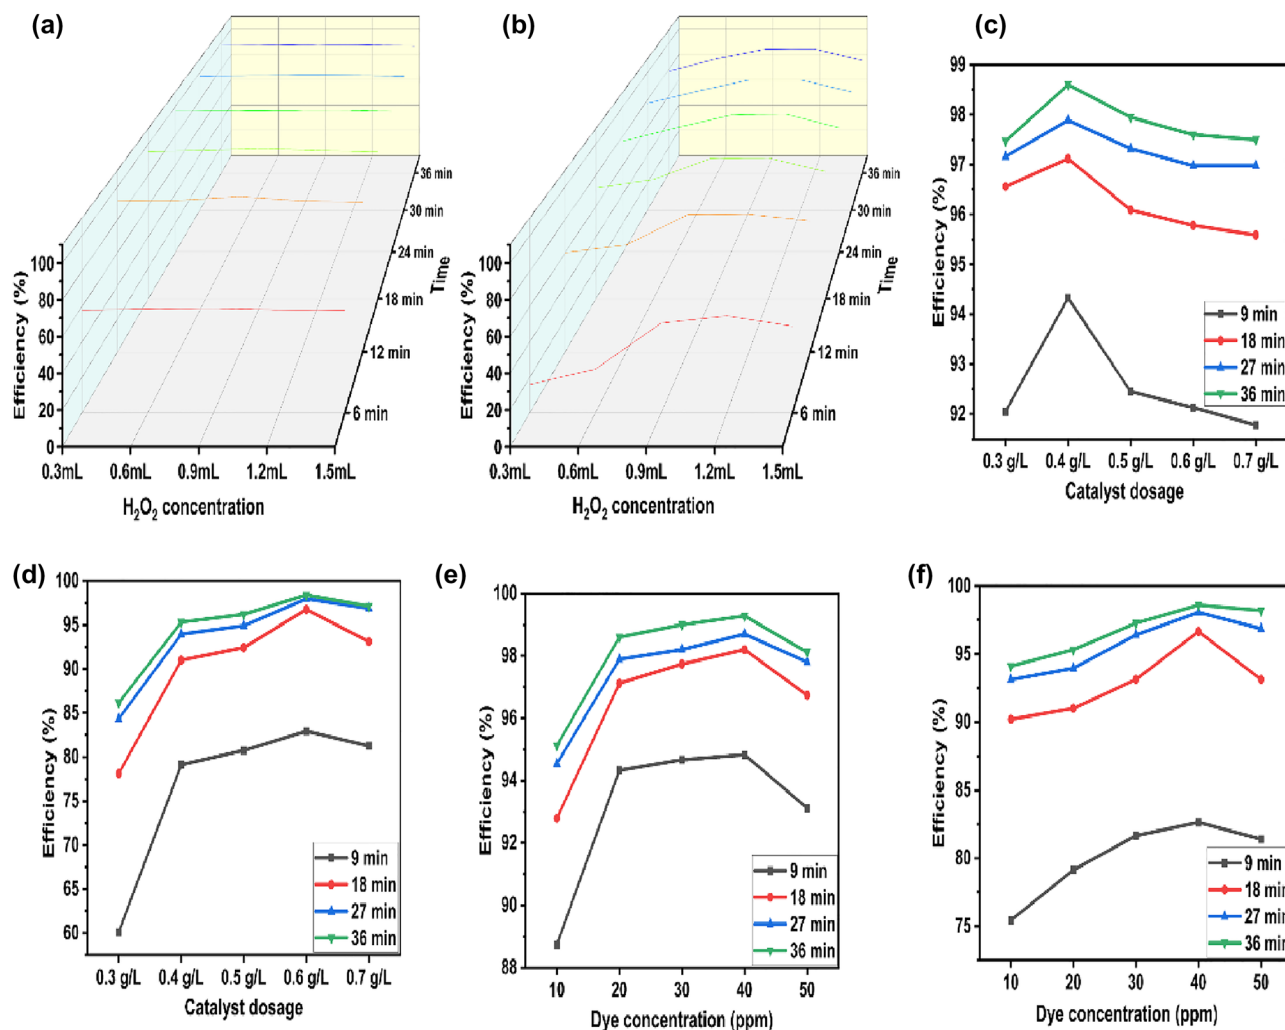 (a)
Efficiency (%)
100
80
60
40
20
0
0.3mL 0.6mL 0.9mL 1.2mL 1.5mL
H₂O₂ concentration
6 min
12 min
18 min
24 min
30 min
36 min
Time
(b)
Efficiency (%)
100
80
60
40
20
0
0.3mL 0.6mL 0.9mL 1.2mL 1.5mL
H₂O₂ concentration
6 min
12 min
18 min
24 min
30 min
36 min
Time
(c)
Efficiency (%)
99
98
97
96
95
94
93
92
0.3 g/L 0.4 g/L 0.5 g/L 0.6 g/L 0.7 g/L
Catalyst dosage
9 min
18 min
27 min
36 min
(d)
Efficiency (%)
100
95
90
85
80
75
70
65
60
0.3 g/L 0.4 g/L 0.5 g/L 0.6 g/L 0.7 g/L
Catalyst dosage
9 min
18 min
27 min
36 min
(e)
Efficiency (%)
100
98
96
94
92
90
88
10 20 30 40 50
Dye concentration (ppm)
9 min
18 min
27 min
36 min
(f)
Efficiency (%)
100
95
90
85
80
75
10 20 30 40 50
Dye concentration (ppm)
9 min
18 min
27 min
36 min